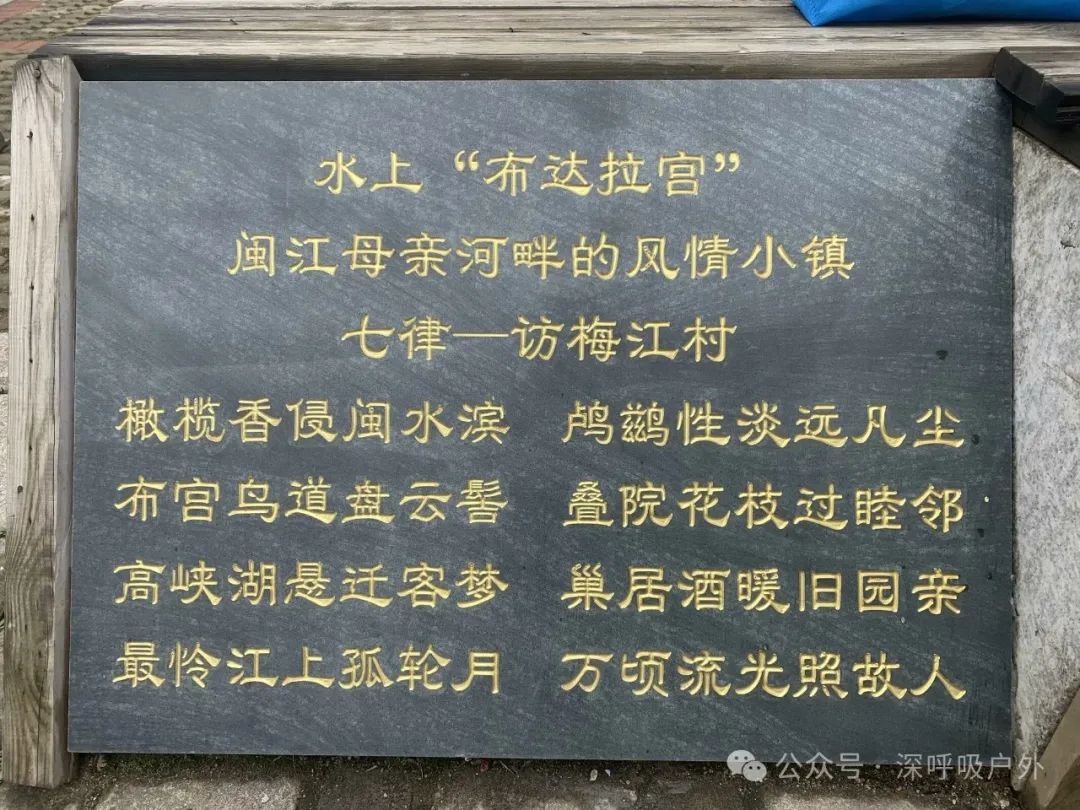 水上“布达拉宫”
闽江母亲河畔的风情小镇
七律—访梅江村
橄榄香侵闽水滨 鸬鹚性淡远凡尘
布宫鸟道盘云髻 叠院花枝过睦邻
高峡湖悬迁客梦 巢居酒暖旧园亲
最怜江上孤轮月 万顷流光照故人
公众号 · 深呼吸户外